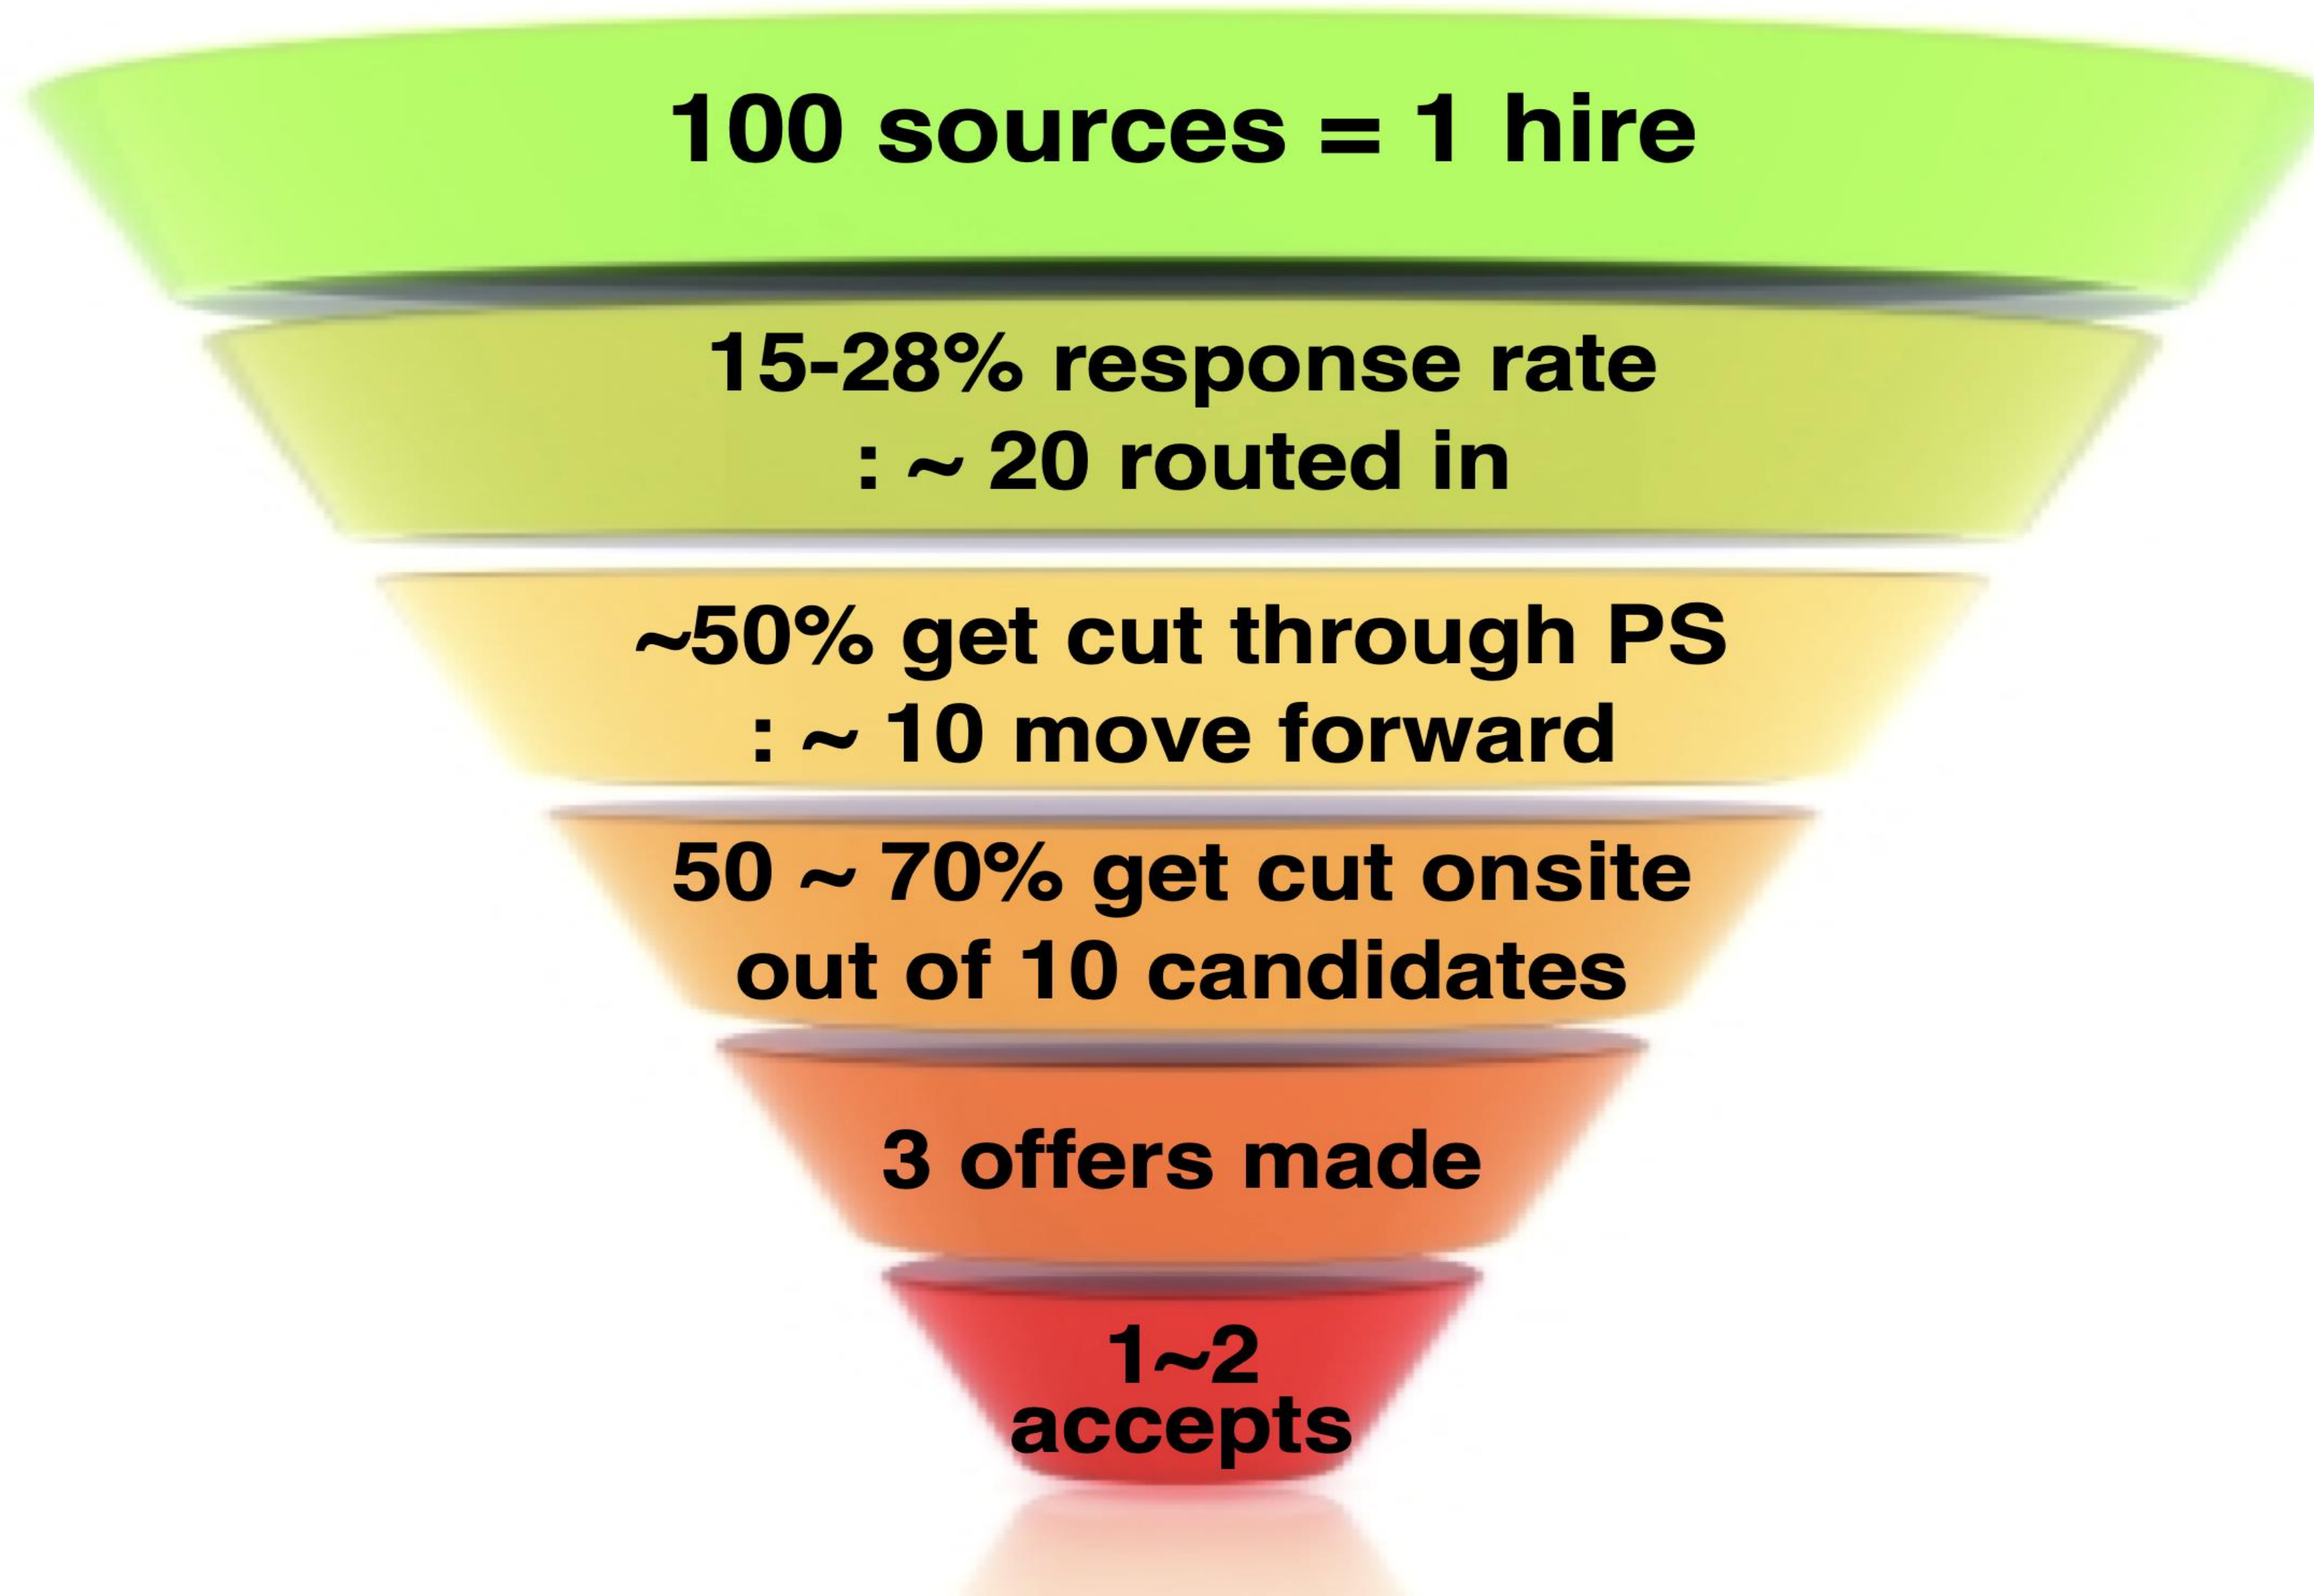 100 sources = 1 hire
15-28% response rate
: ~ 20 routed in
~50% get cut through PS
: ~ 10 move forward
50 ~ 70% get cut onsite
out of 10 candidates
3 offers made
1~2
accepts